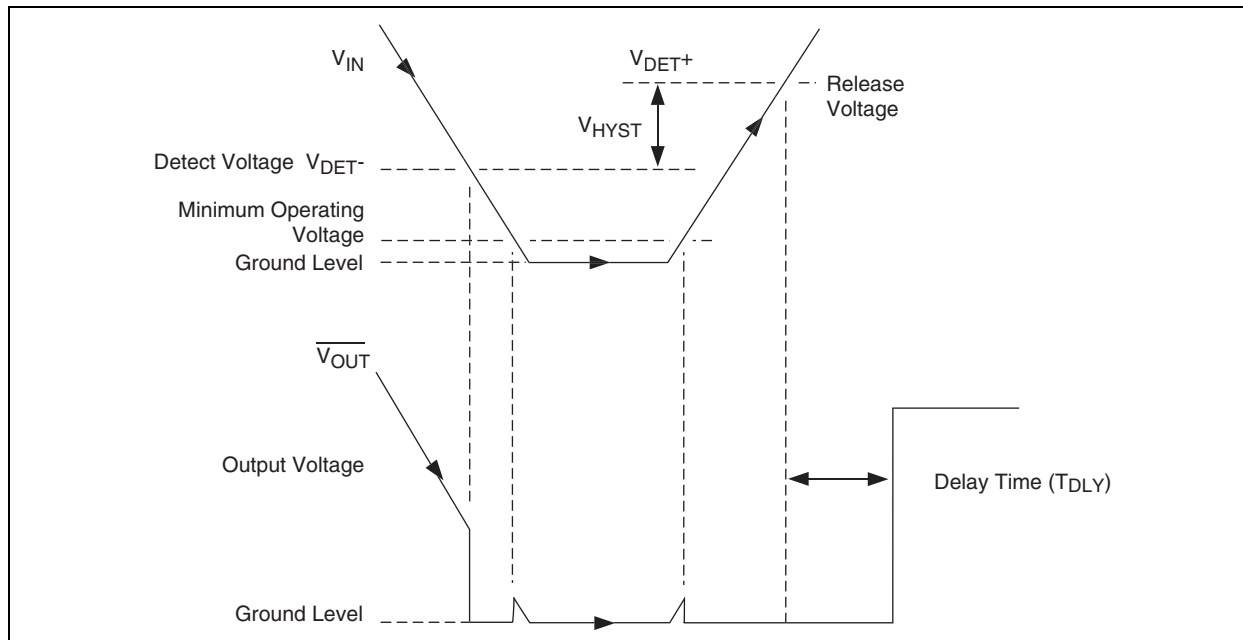 V_IN
V_DET+
Release
Voltage
V_HYST
Detect Voltage V_DET-
Minimum Operating
Voltage
Ground Level
V̅_̅O̅U̅T̅
Output Voltage
Delay Time (T_DLY)
Ground Level